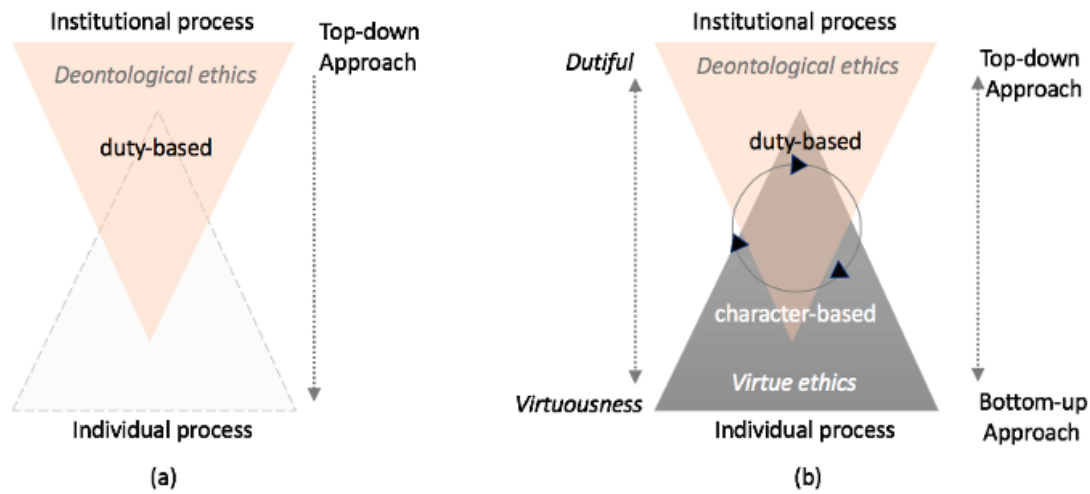 Institutional process
Top-down
Approach
Deontological ethics
duty-based
Individual process
(a)
Institutional process
Dutiful
Deontological ethics
Top-down
Approach
duty-based
character-based
Virtue ethics
Virtuousness
Bottom-up
Approach
Individual process
(b)